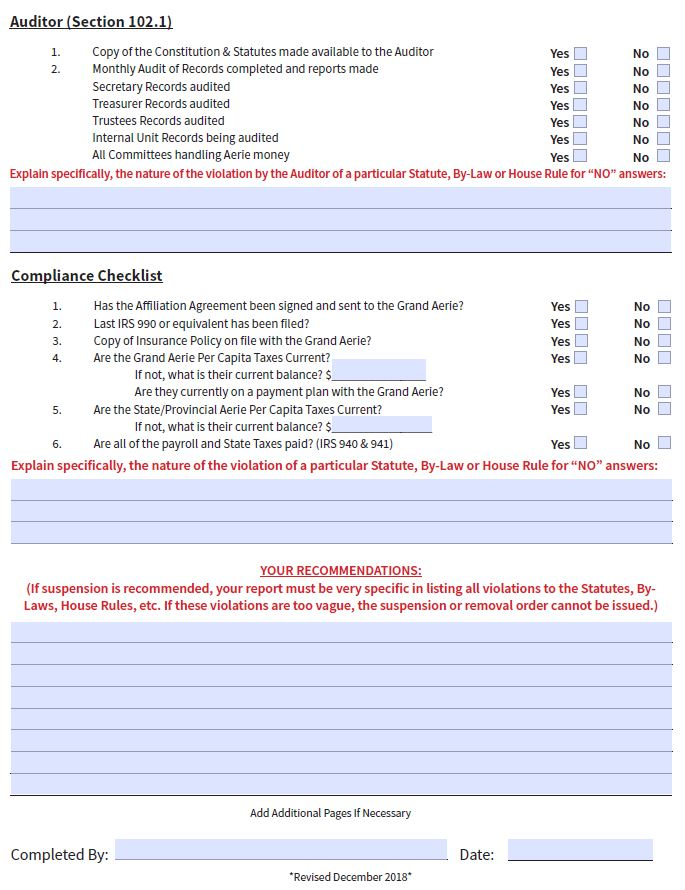 Auditor (Section 102.1)
1. Copy of the Constitution & Statutes made available to the Auditor Yes No
2. Monthly Audit of Records completed and reports made Yes No
Secretary Records audited Yes No
Treasurer Records audited Yes No
Trustees Records audited Yes No
Internal Unit Records being audited Yes No
All Committees handling Aerie money Yes No
Explain specifically, the nature of the violation by the Auditor of a particular Statute, By-Law or House Rule for “NO” answers:
Compliance Checklist
1. Has the Affiliation Agreement been signed and sent to the Grand Aerie? Yes No
2. Last IRS 990 or equivalent has been filed? Yes No
3. Copy of Insurance Policy on file with the Grand Aerie? Yes No
4. Are the Grand Aerie Per Capita Taxes Current? Yes No
If not, what is their current balance? $
Are they currently on a payment plan with the Grand Aerie? Yes No
5. Are the State/Provincial Aerie Per Capita Taxes Current? Yes No
If not, what is their current balance? $
6. Are all of the payroll and State Taxes paid? (IRS 940 & 941) Yes No
Explain specifically, the nature of the violation of a particular Statute, By-Law or House Rule for “NO” answers:
YOUR RECOMMENDATIONS:
(If suspension is recommended, your report must be very specific in listing all violations to the Statutes, By-
Laws, House Rules, etc. If these violations are too vague, the suspension or removal order cannot be issued.)
Add Additional Pages If Necessary
Completed By: Date:
*Revised December 2018*